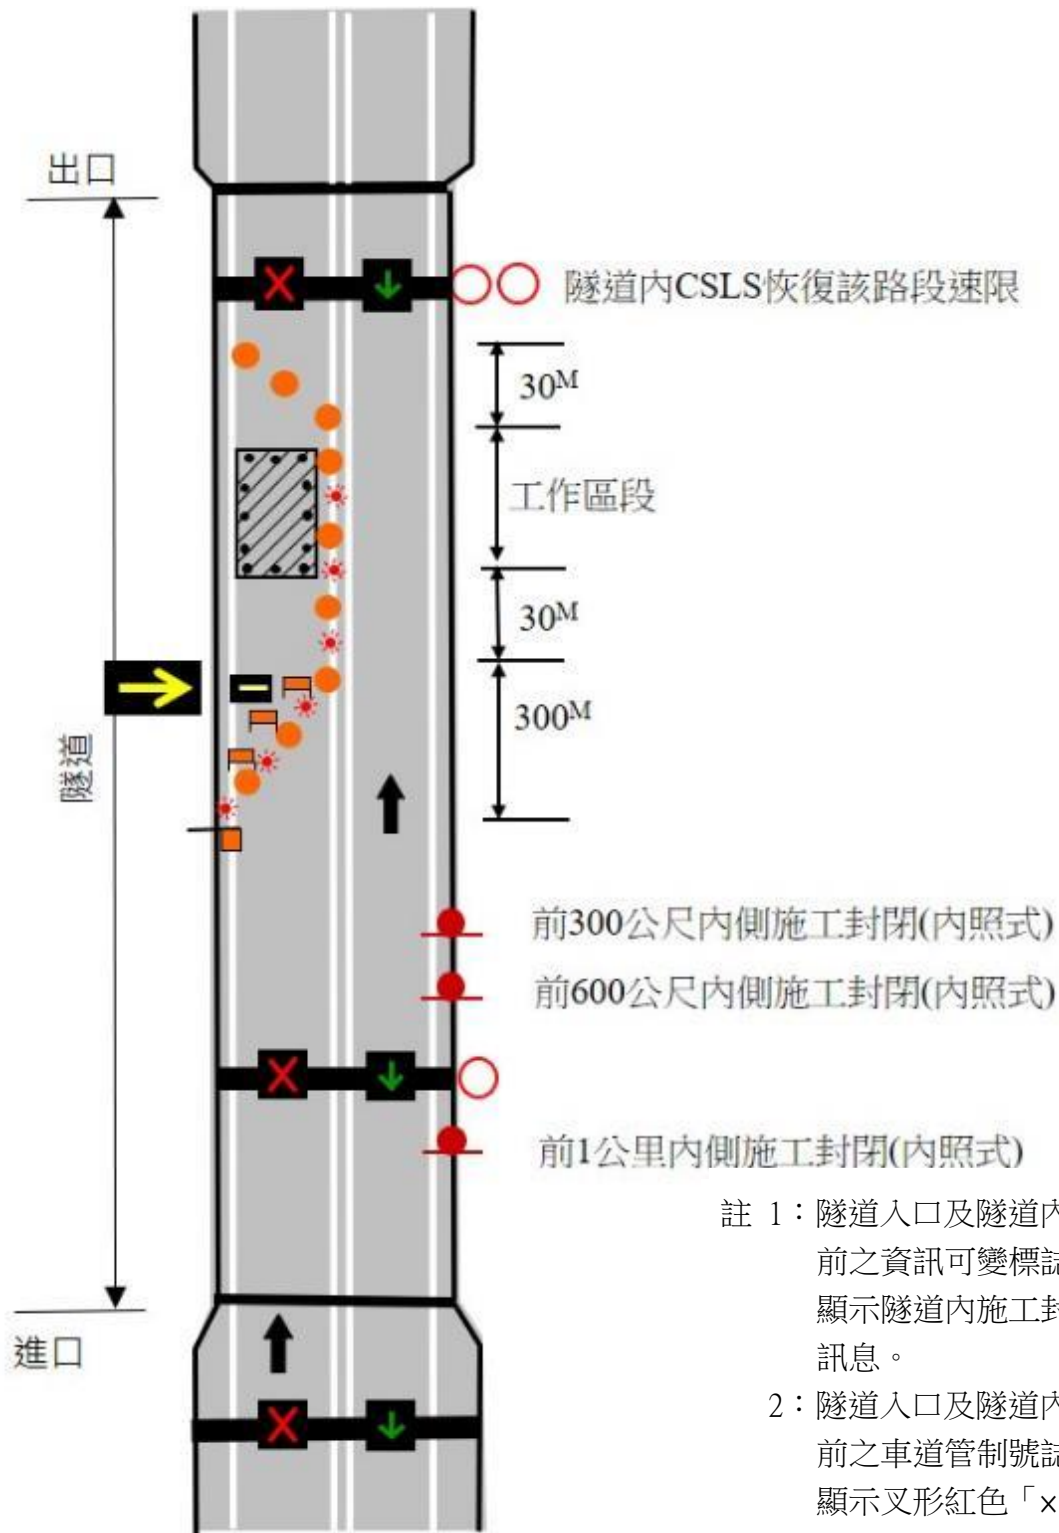 出口
隧道內CSLS恢復該路段速限
30M
工作區段
30M
300M
隧道
前300公尺內側施工封閉(內照式)
前600公尺內側施工封閉(內照式)
前1公里內側施工封閉(內照式)
進口
註 1：隧道入口及隧道內
前之資訊可變標誌
顯示隧道內施工封
訊息。
2：隧道入口及隧道內
前之車道管制號誌
顯示叉形紅色「×